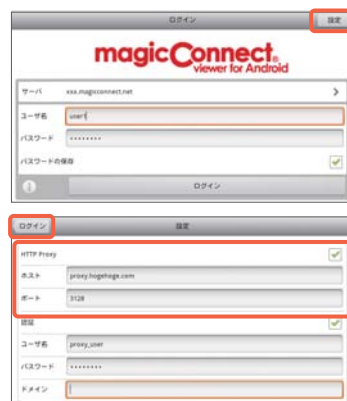 ログイン 設定
magicConnect®
viewer for Android
サーバ xxx.magicconnect.net
ユーザ名 user1
パスワード ••••••••
パスワードの保存
ログイン
ログイン 設定
HTTP Proxy
ホスト proxy.hogehoge.com
ポート 3128
認証
ユーザ名 proxy_user
パスワード ••••••••
ドメイン